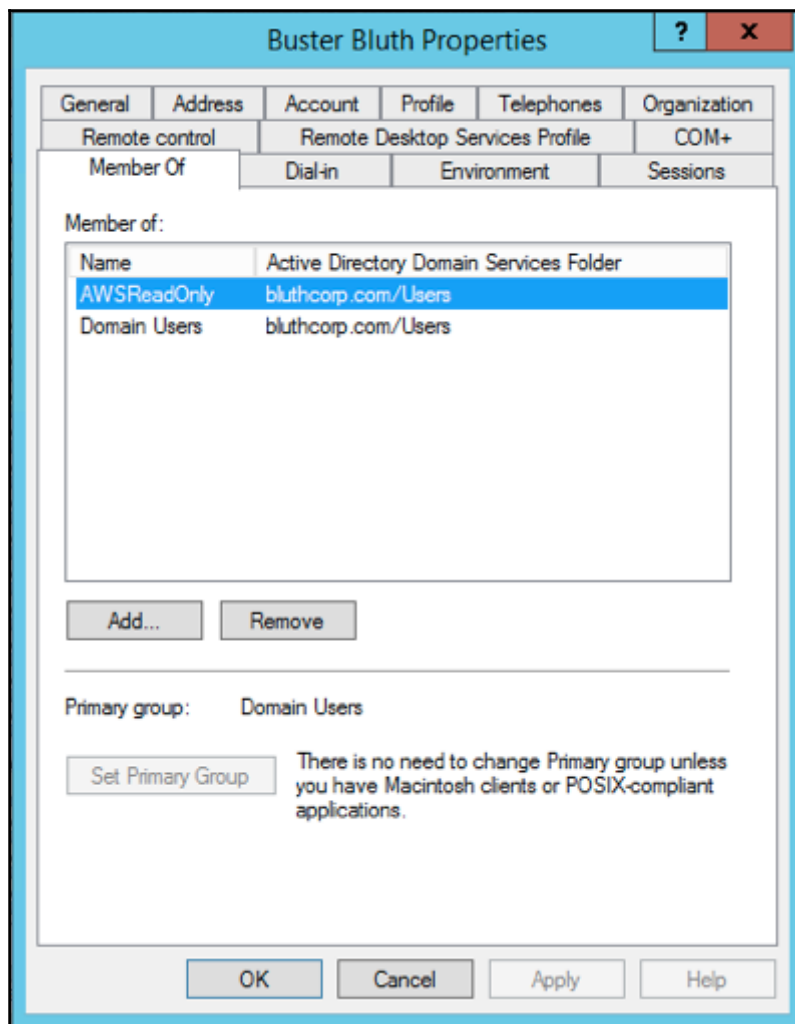 Buster Bluth Properties
? x
General Address Account Profile Telephones Organization
Remote control Remote Desktop Services Profile COM+
Member Of Dial-in Environment Sessions
Member of:
Name Active Directory Domain Services Folder
AWSReadOnly bluthcorp.com/Users
Domain Users bluthcorp.com/Users
Add... Remove
Primary group: Domain Users
Set Primary Group
There is no need to change Primary group unless
you have Macintosh clients or POSIX-compliant
applications.
OK Cancel Apply Help